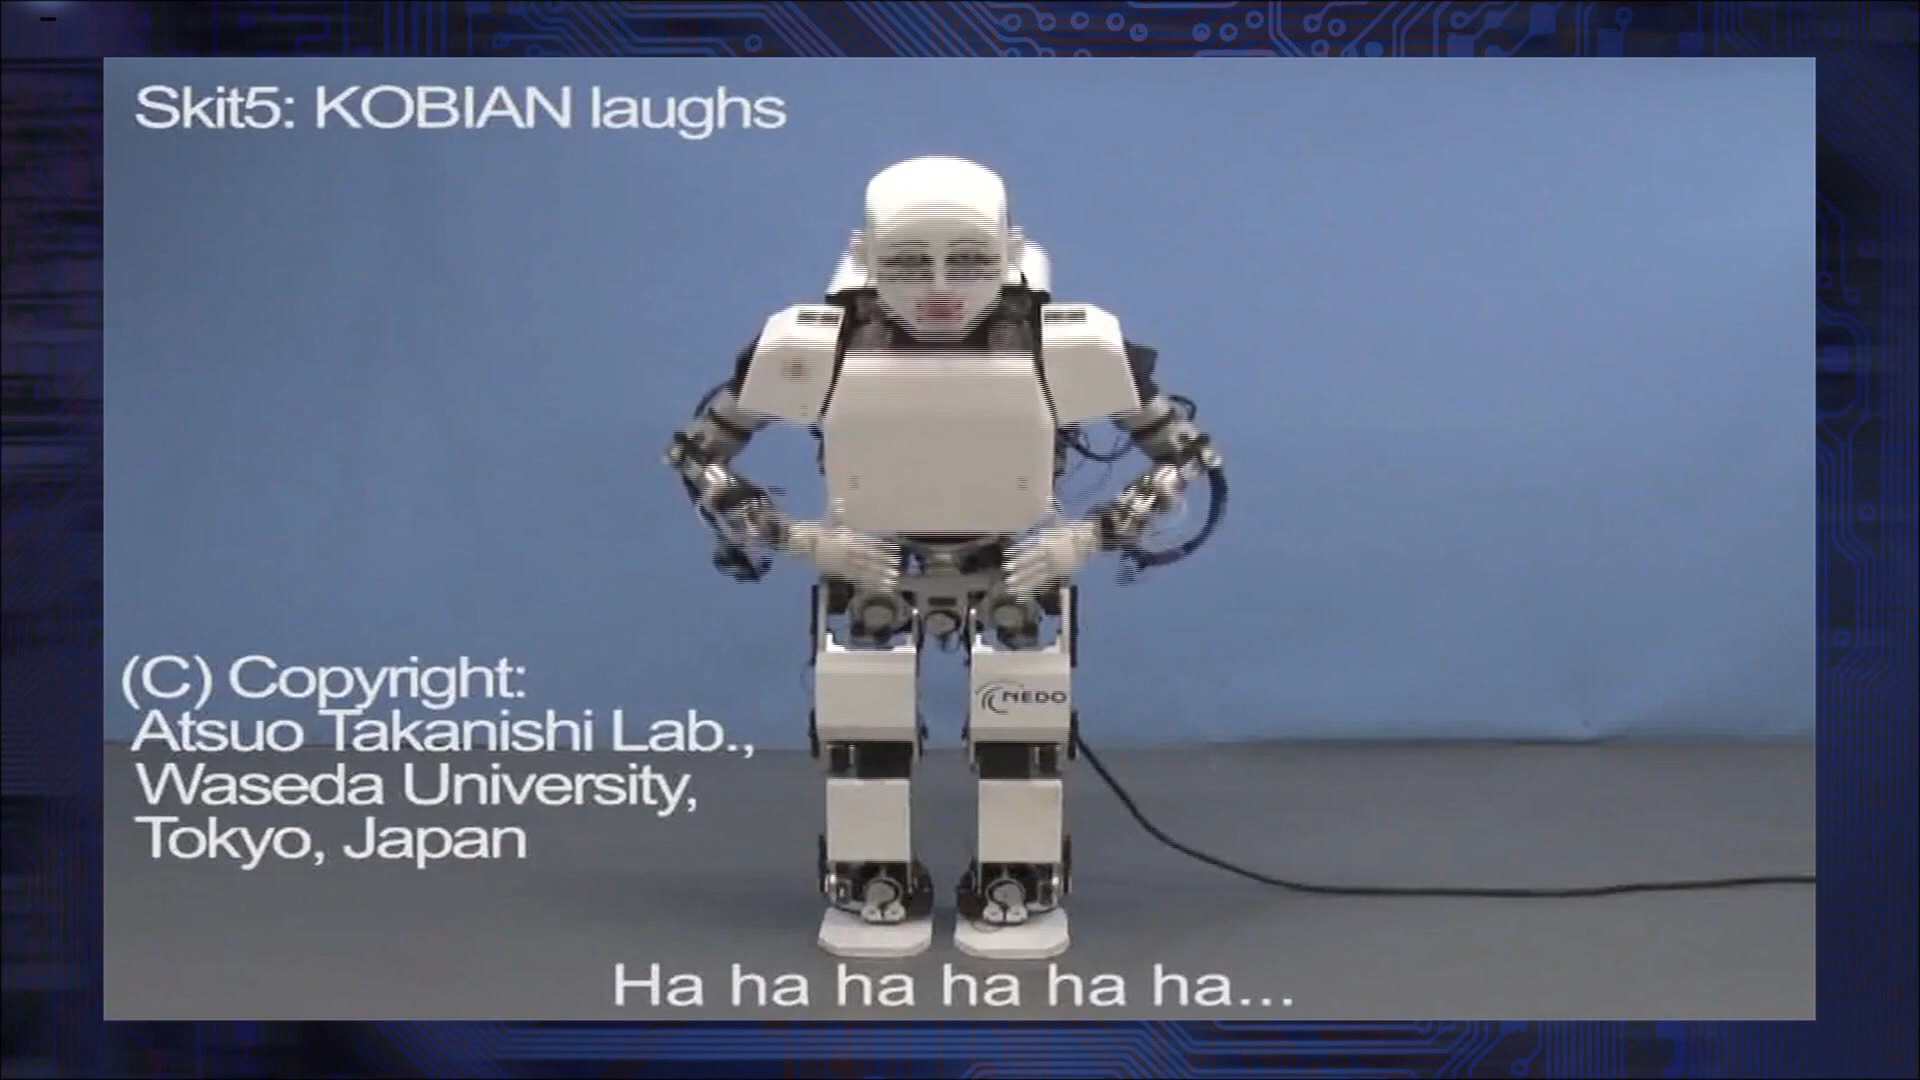 Skit5: KOBIAN laughs
NEDO
(C) Copyright:
Atsuo Takanishi Lab.,
Waseda University,
Tokyo, Japan
Ha ha ha ha ha ha...